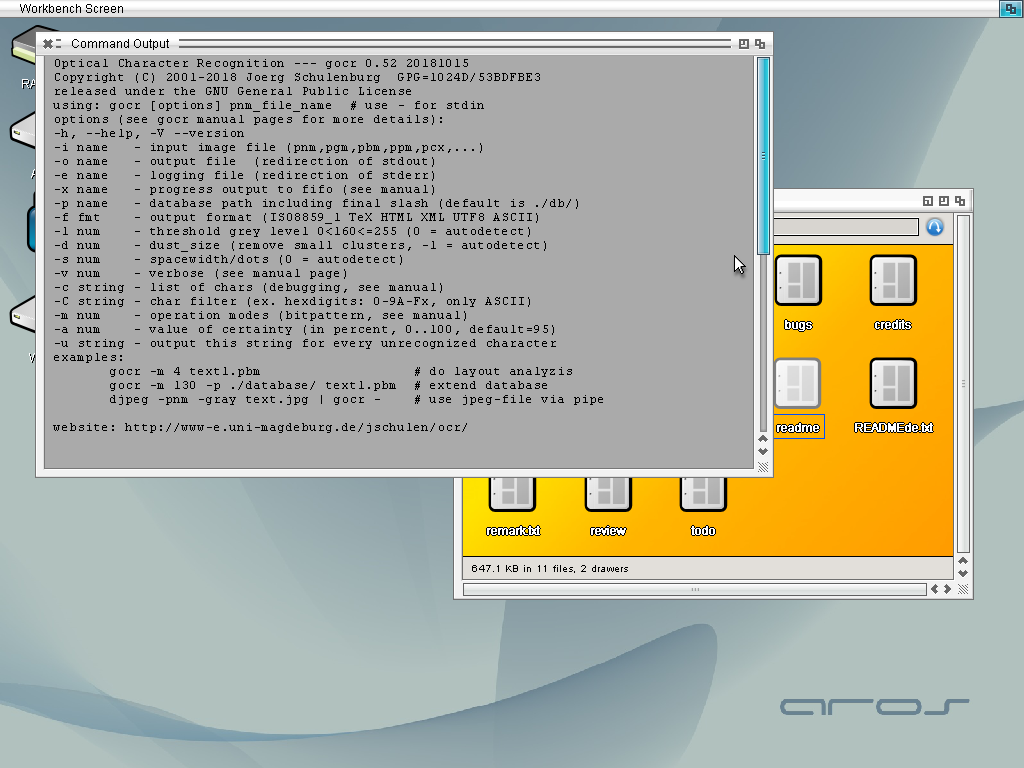 Workbench Screen
Command Output
Optical Character Recognition --- gocr 0.52 20181015
Copyright (C) 2001-2018 Joerg Schulenburg  GPG=1024D/53BDFBE3
released under the GNU General Public License
using: gocr [options] pnm_file_name  # use - for stdin
options (see gocr manual pages for more details):
-h, --help, -V --version
-i name   - input image file (pnm,pgm,pbm,ppm,pcx,...)
-o name   - output file  (redirection of stdout)
-e name   - logging file (redirection of stderr)
-x name   - progress output to fifo (see manual)
-p name   - database path including final slash (default is ./db/)
-f fmt    - output format (ISO8859_1 TeX HTML XML UTF8 ASCII)
-l num    - threshold grey level 0<160<=255 (0 = autodetect)
-d num    - dust_size (remove small clusters, -1 = autodetect)
-s num    - spacewidth/dots (0 = autodetect)
-v num    - verbose (see manual page)
-c string - list of chars (debugging, see manual)
-C string - char filter (ex. hexdigits: 0-9A-Fx, only ASCII)
-m num    - operation modes (bitpattern, see manual)
-a num    - value of certainty (in percent, 0..100, default=95)
-u string - output this string for every unrecognized character
examples:
       gocr -m 4 text1.pbm                   # do layout analyzis
       gocr -m 130 -p ./database/ text1.pbm  # extend database
       djpeg -pnm -gray text.jpg | gocr -    # use jpeg-file via pipe
website: http://www-e.uni-magdeburg.de/jschulen/ocr/
bugs
credits
readme
READMEde.txt
remark.txt
review
todo
647.1 KB in 11 files, 2 drawers
aros